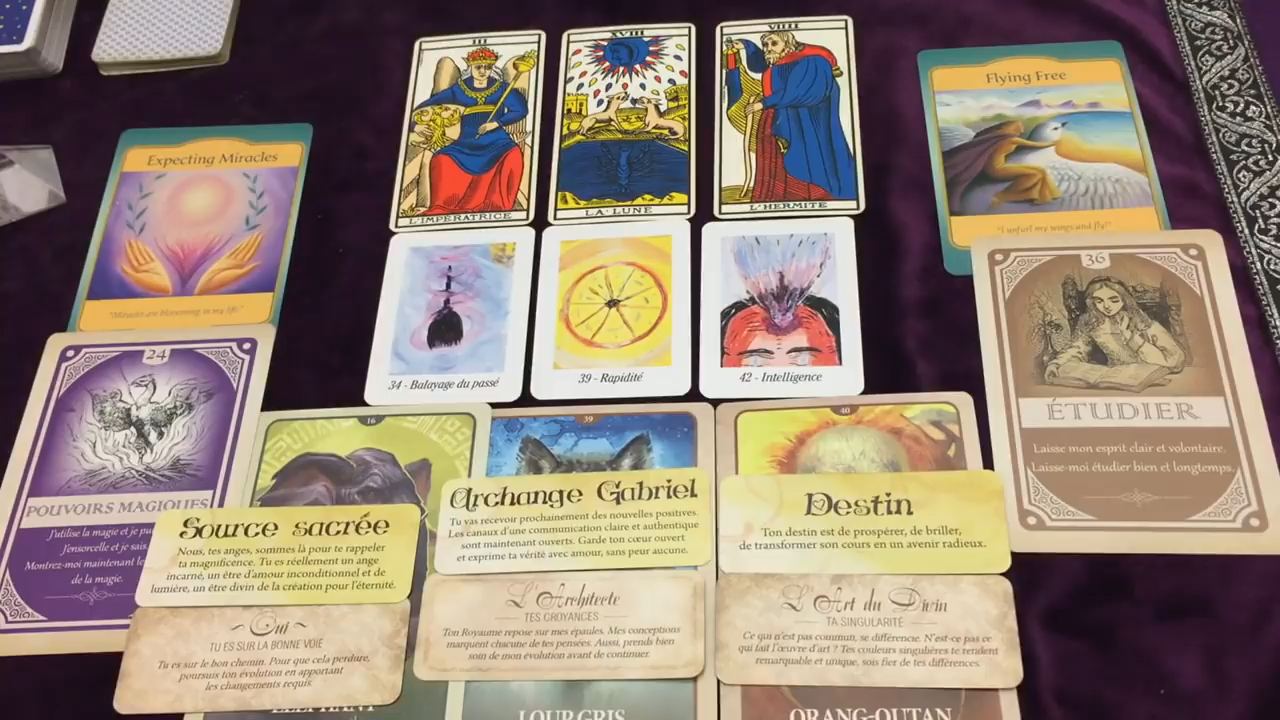 III
L'IMPERATRICE
XVIII
LA·LUNE
VIIII
L'HERMITE
Flying Free
"I unfurl my wings and fly!"
Expecting Miracles
"Miracles are blossoming in my life."
34 - Balayage du passé
39 - Rapidité
42 - Intelligence
24
POUVOIRS MAGIQUES
J'utilise la magie et je
J'ensorcelle et je sais
Montrez-moi maintenant
de la magie.
36
ÉTUDIER
Laisse mon esprit clair et volontaire.
Laisse-moi étudier bien et longtemps.
16
39
40
Source sacrée
Nous, tes anges, sommes là pour te rappeler
ta magnificence. Tu es réellement un ange
incarné, un être d'amour inconditionnel et de
lumière, un être divin de la création pour l'éternité.
Archange Gabriel
Tu vas recevoir prochainement des nouvelles positives.
Les canaux d'une communication claire et authentique
sont maintenant ouverts. Garde ton cœur ouvert
et exprime ta vérité avec amour, sans peur aucune.
Destin
Ton destin est de prospérer, de briller,
de transformer son cours en un avenir radieux.
Oui
TU ES SUR LA BONNE VOIE
Tu es sur le bon chemin. Pour que cela perdure,
poursuis ton évolution en apportant
les changements requis.
L'Architecte
TES CROYANCES
Ton Royaume repose sur mes épaules. Mes conceptions
marquent chacune de tes pensées. Aussi, prends bien
soin de mon évolution avant de continuer.
L'Art du Divin
TA SINGULARITÉ
Ce qui n'est pas commun, se différencie. N'est-ce pas ce
qui fait l'œuvre d'art ? Tes couleurs singulières te rendent
remarquable et unique, sois fier de tes différences.
ÉLÉPHANT
LOUP GRIS
ORANG-OUTAN